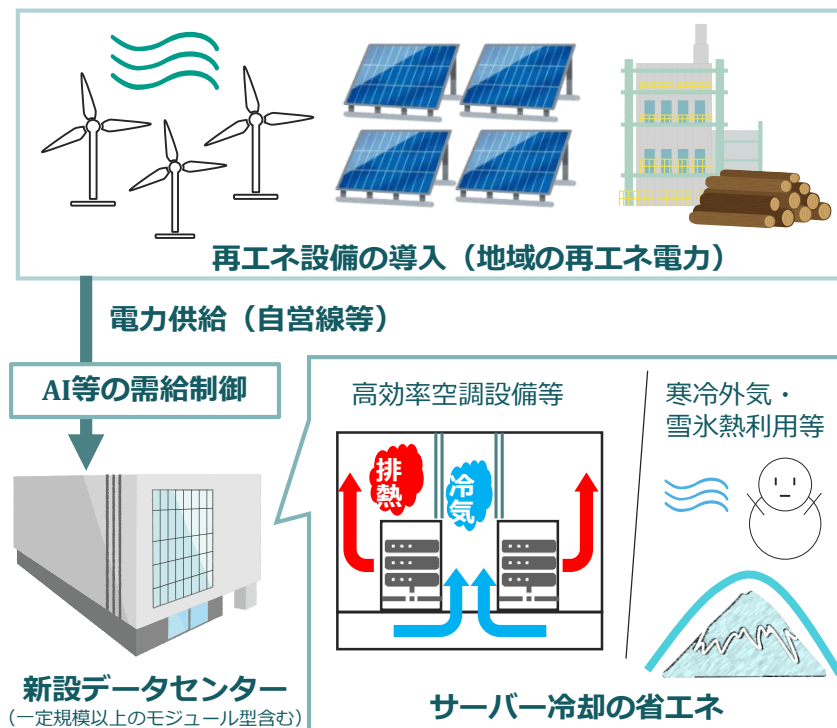 再エネ設備の導入（地域の再エネ電力）
電力供給（自営線等）
AI等の需給制御
高効率空調設備等
寒冷外気・
雪氷熱利用等
排熱
冷気
新設データセンター
（一定規模以上のモジュール型含む）
サーバー冷却の省エネ